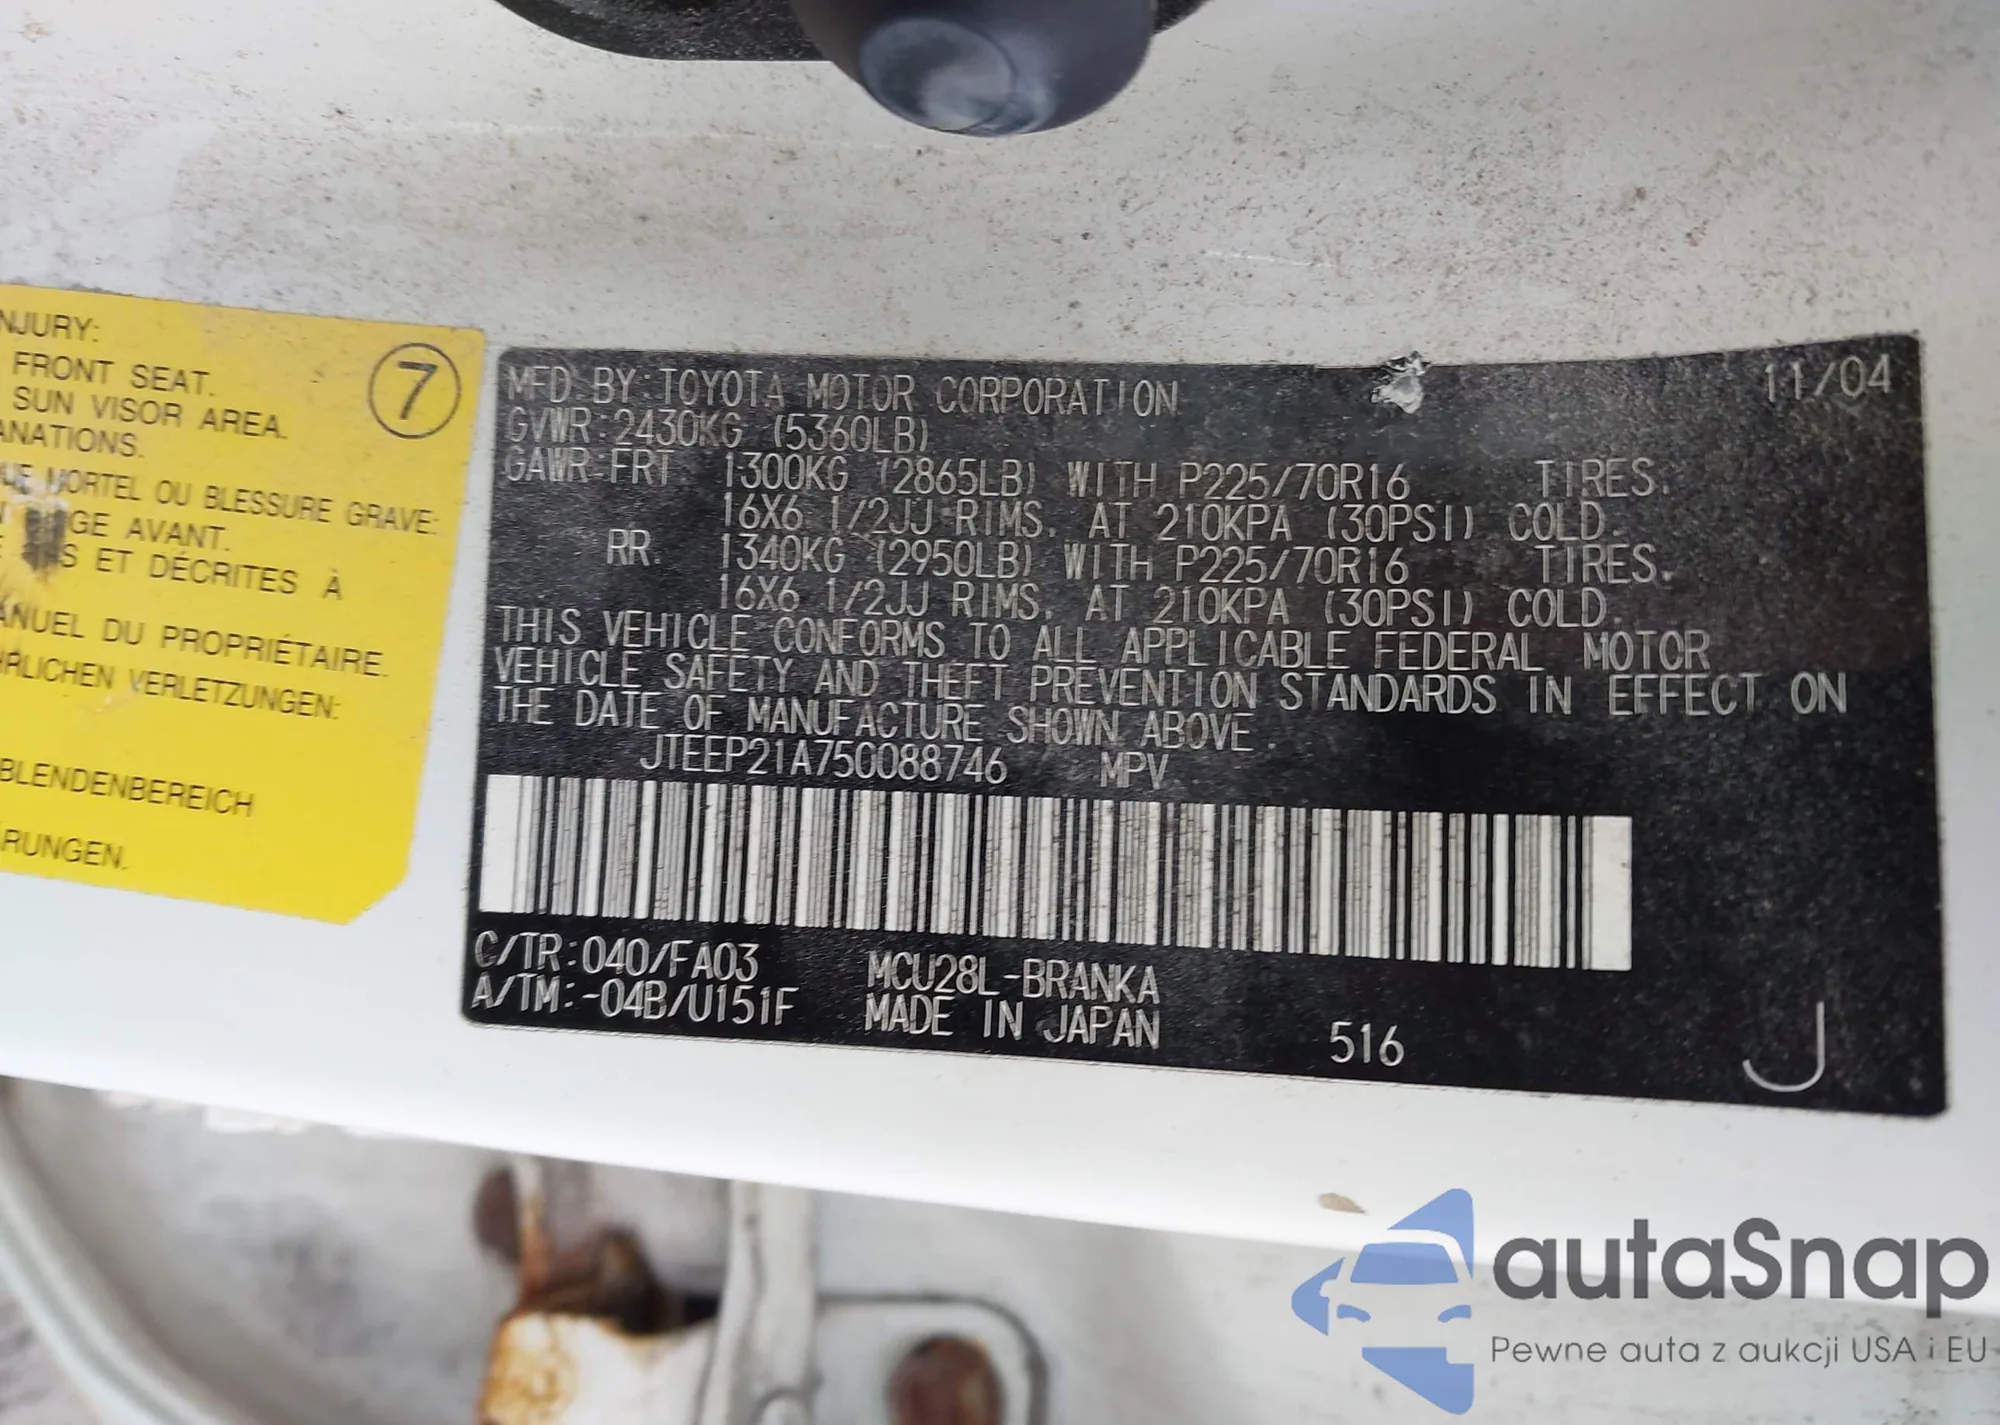 NJURY:
FRONT SEAT.
SUN VISOR AREA.
ANATIONS.
7
MORTEL OU BLESSURE GRAVE:
GE AVANT.
S ET DÉCRITES À
ANUEL DU PROPRIÉTAIRE.
HRLICHEN VERLETZUNGEN:
BLENDENBEREICH
ÄRUNGEN.
MFD. BY: TOYOTA MOTOR CORPORATION 11/04
GVWR: 2430KG (5360LB)
GAWR FRT. 1300KG (2865LB) WITH P225/70R16 TIRES.
16X6 1/2JJ RIMS, AT 210KPA (30PSI) COLD.
RR. 1340KG (2950LB) WITH P225/70R16 TIRES.
16X6 1/2JJ RIMS, AT 210KPA (30PSI) COLD.
THIS VEHICLE CONFORMS TO ALL APPLICABLE FEDERAL MOTOR
VEHICLE SAFETY AND THEFT PREVENTION STANDARDS IN EFFECT ON
THE DATE OF MANUFACTURE SHOWN ABOVE.
JTEEP21A750088746 MPV
C/TR: 040/FA03 MCU28L-BRANKA
A/TM: -04B/U151F MADE IN JAPAN 516 J
autaSnap
Pewne auta z aukcji USA i EU